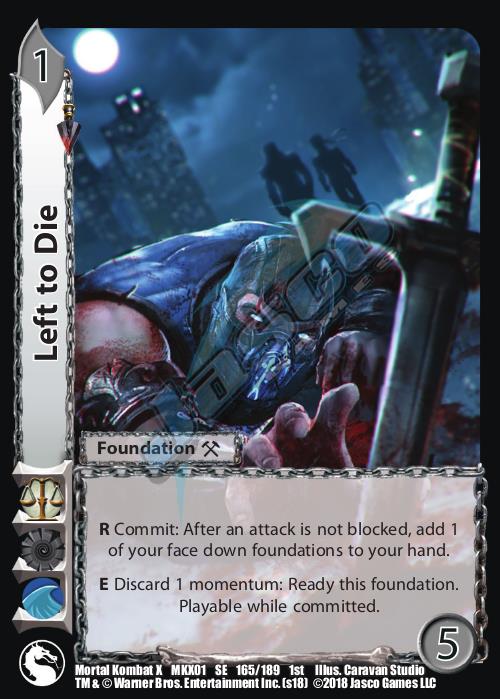 1
Left to Die
Foundation
R Commit: After an attack is not blocked, add 1
of your face down foundations to your hand.
E Discard 1 momentum: Ready this foundation.
Playable while committed.
5
Mortal Kombat X MKX01 SE 165/189 1st Illus. Caravan Studio
TM & © Warner Bros. Entertainment Inc. (s18) ©2018 Jasco Games LLC